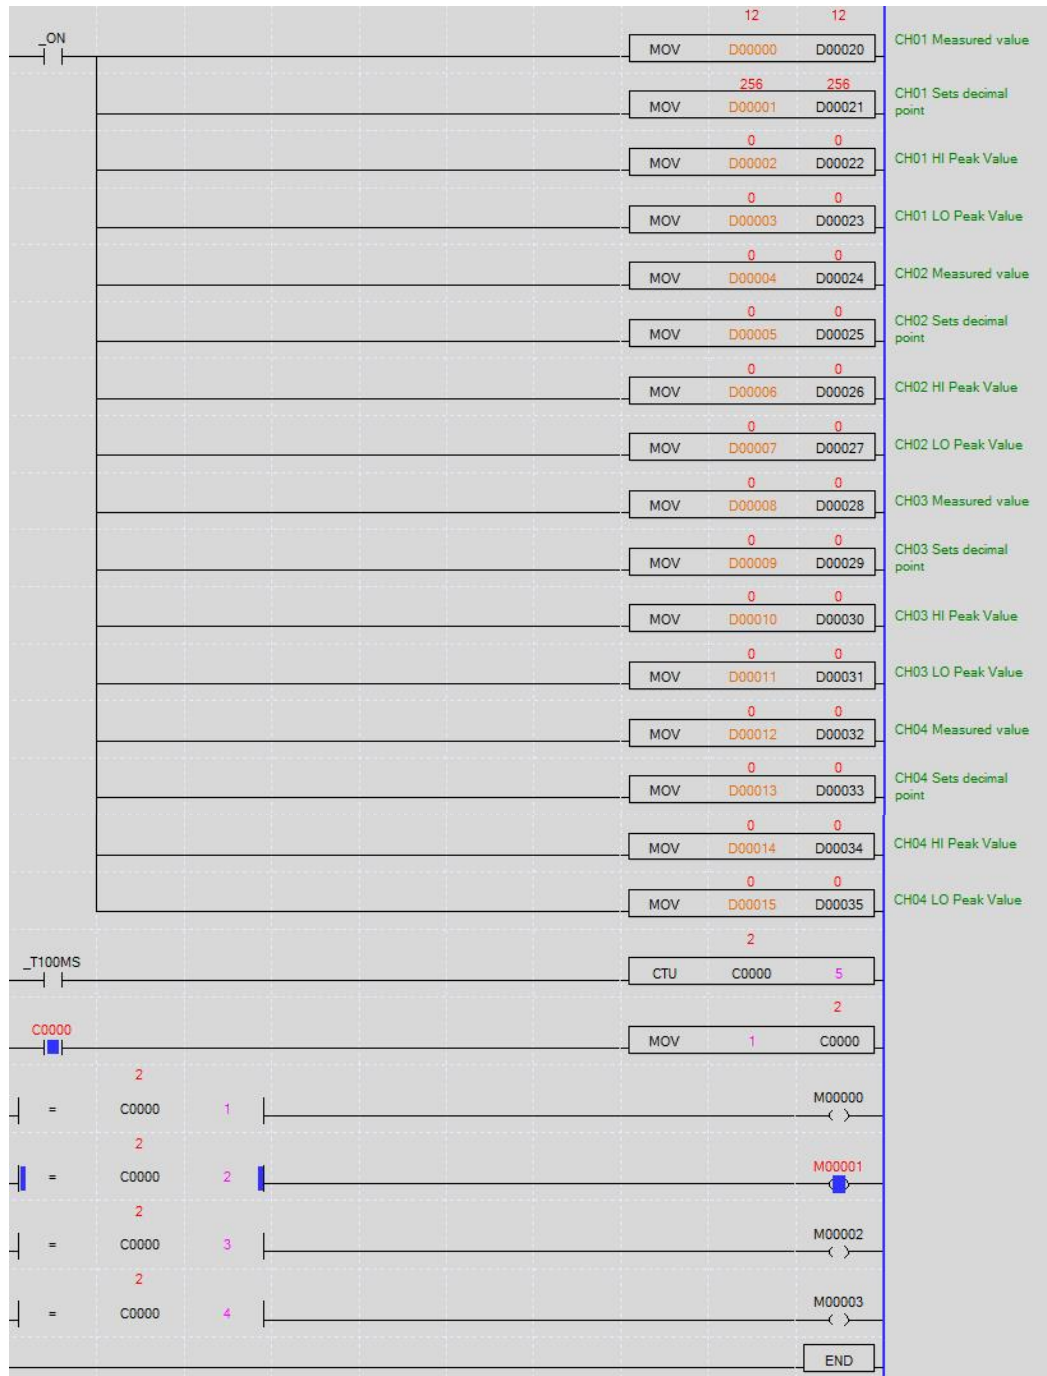 12 12
_ON
MOV D00000 D00020
CH01 Measured value
256 256
MOV D00001 D00021
CH01 Sets decimal
point
0 0
MOV D00002 D00022
CH01 HI Peak Value
0 0
MOV D00003 D00023
CH01 LO Peak Value
0 0
MOV D00004 D00024
CH02 Measured value
0 0
MOV D00005 D00025
CH02 Sets decimal
point
0 0
MOV D00006 D00026
CH02 HI Peak Value
0 0
MOV D00007 D00027
CH02 LO Peak Value
0 0
MOV D00008 D00028
CH03 Measured value
0 0
MOV D00009 D00029
CH03 Sets decimal
point
0 0
MOV D00010 D00030
CH03 HI Peak Value
0 0
MOV D00011 D00031
CH03 LO Peak Value
0 0
MOV D00012 D00032
CH04 Measured value
0 0
MOV D00013 D00033
CH04 Sets decimal
point
0 0
MOV D00014 D00034
CH04 HI Peak Value
0 0
MOV D00015 D00035
CH04 LO Peak Value
2
_T100MS
CTU C0000 5
2
C0000
MOV 1 C0000
2
M00000
= C0000 1
2
M00001
= C0000 2
2
M00002
= C0000 3
2
M00003
= C0000 4
END